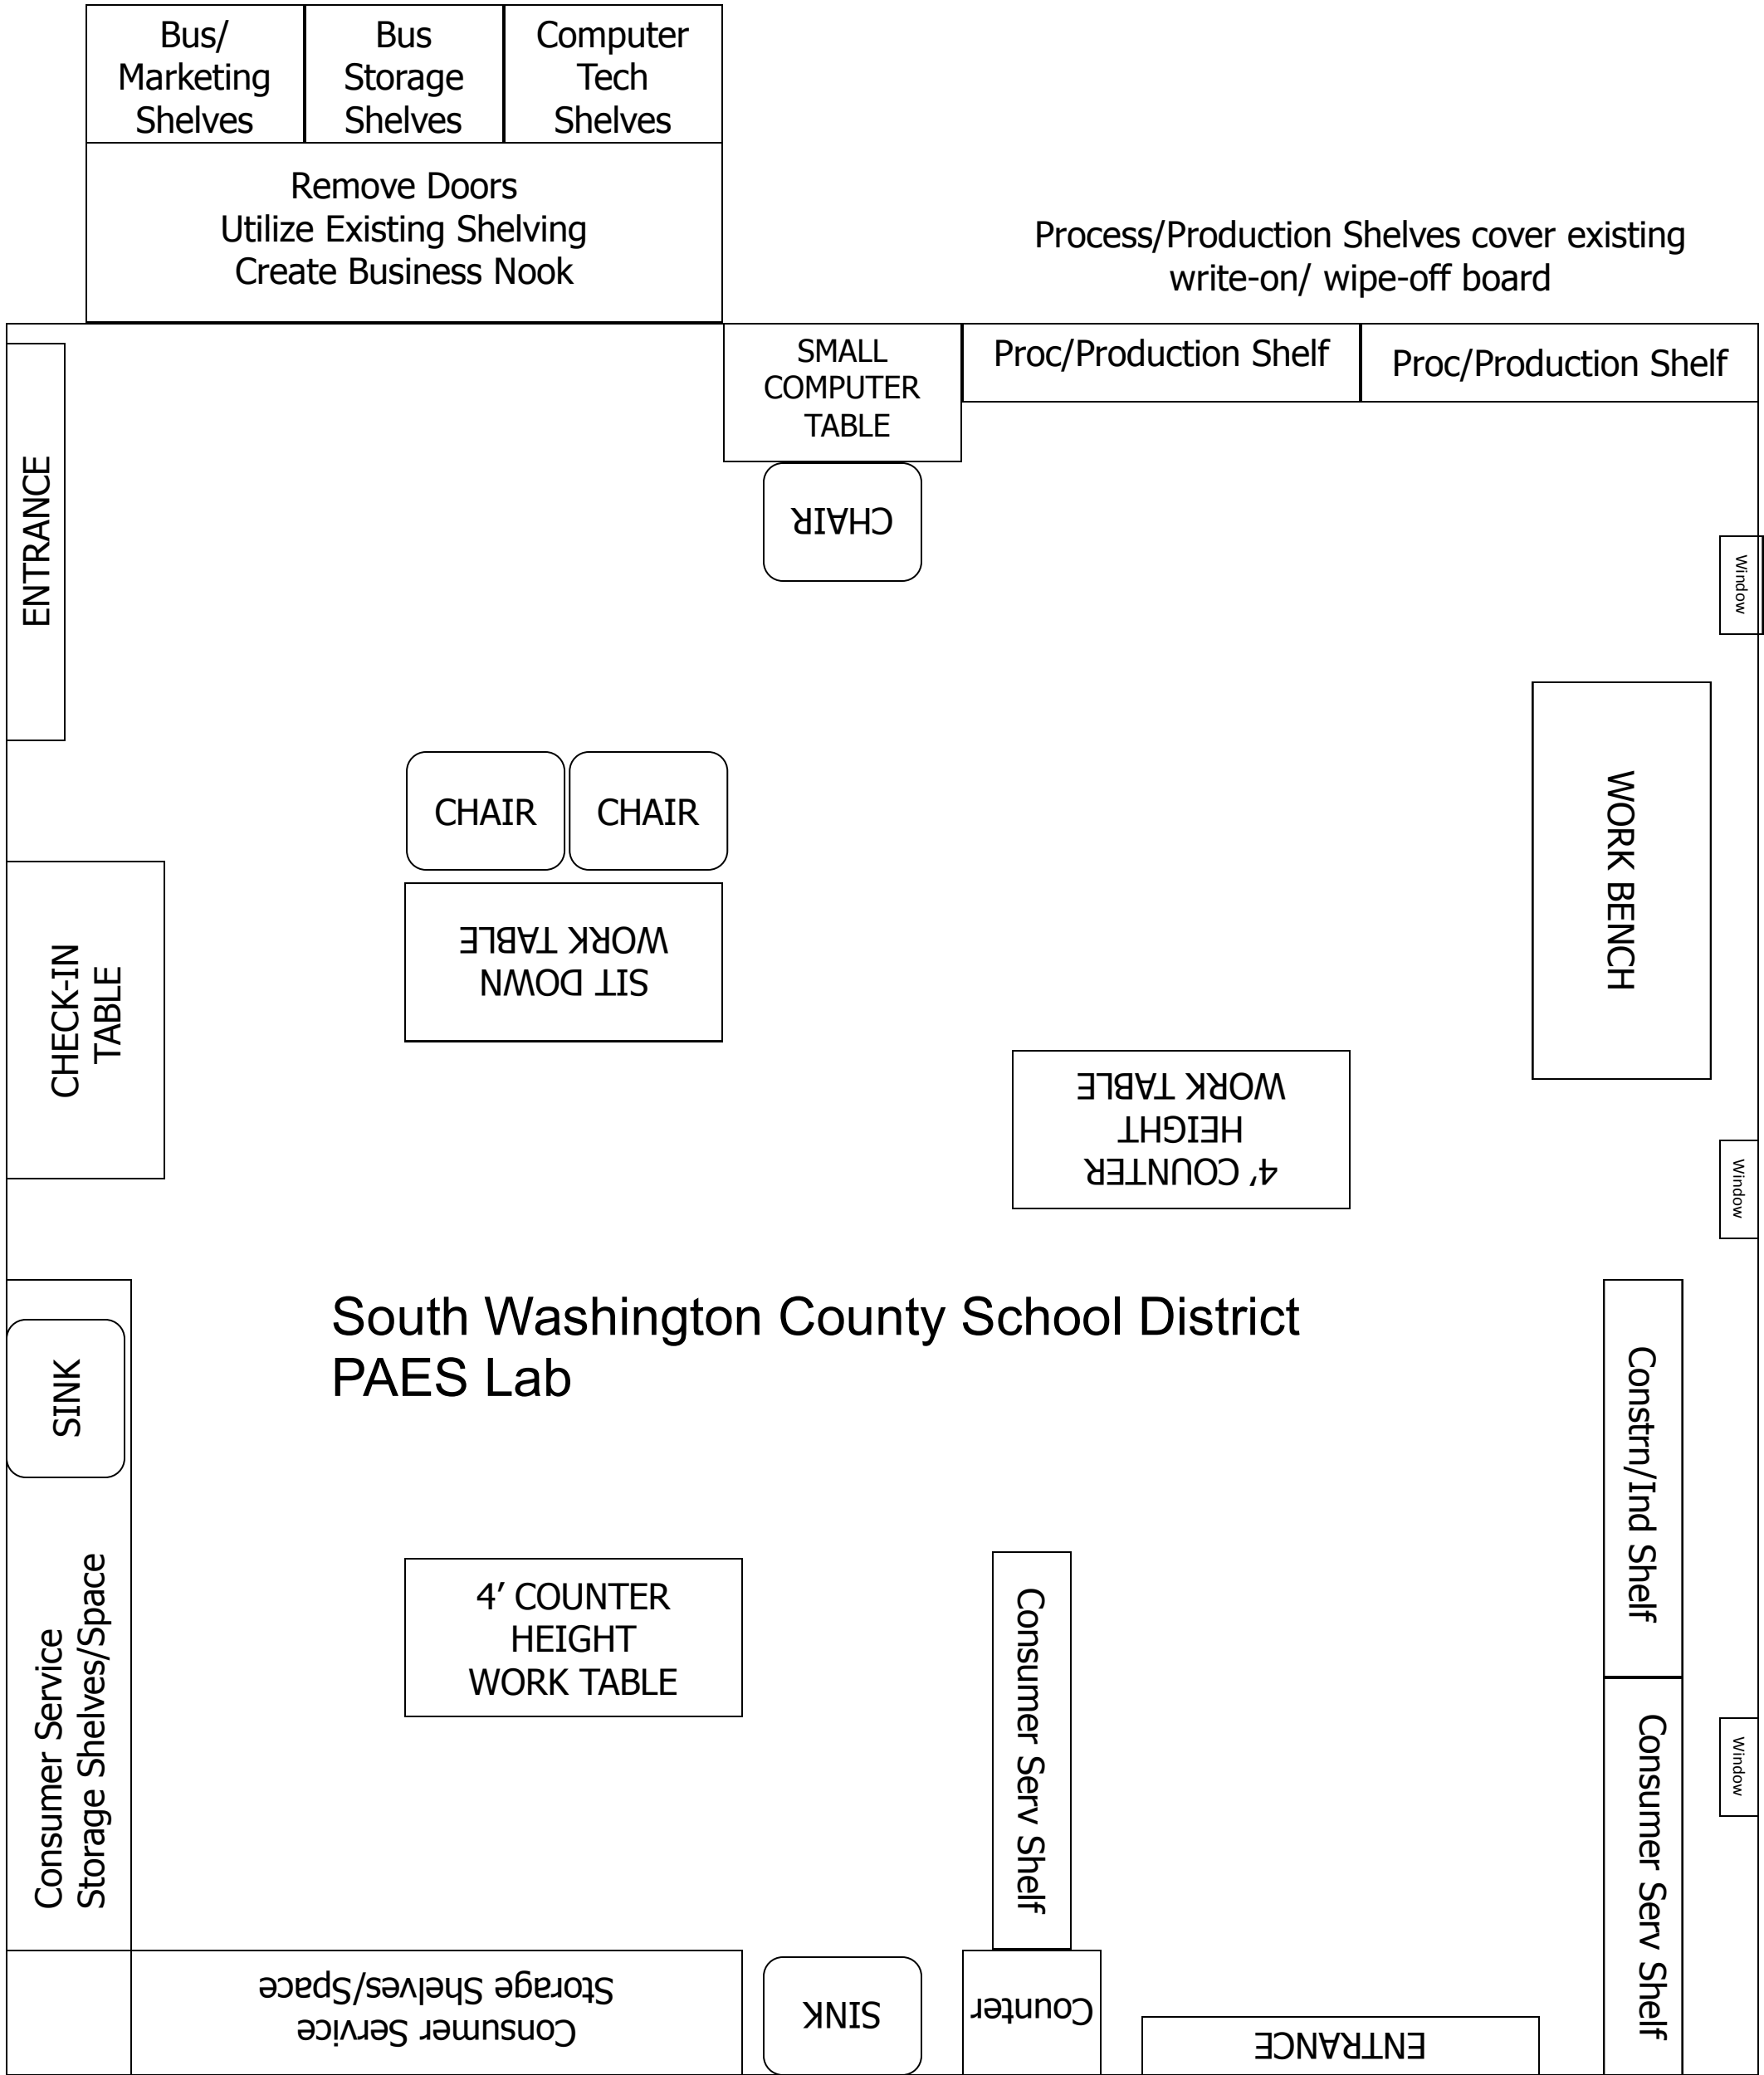 Bus/
Marketing
Shelves
Bus
Storage
Shelves
Computer
Tech
Shelves
Remove Doors
Utilize Existing Shelving
Create Business Nook
Process/Production Shelves cover existing
write-on/ wipe-off board
SMALL
COMPUTER
TABLE
Proc/Production Shelf
Proc/Production Shelf
ENTRANCE
CHAIR
Window
CHAIR
CHAIR
WORK BENCH
SIT DOWN
WORK TABLE
CHECK-IN
TABLE
4’ COUNTER
HEIGHT
WORK TABLE
Window
South Washington County School District
PAES Lab
SINK
Constrn/Ind Shelf
Consumer Service
Storage Shelves/Space
4’ COUNTER
HEIGHT
WORK TABLE
Consumer Serv Shelf
Window
Consumer Serv Shelf
Consumer Service
Storage Shelves/Space
SINK
Counter
ENTRANCE